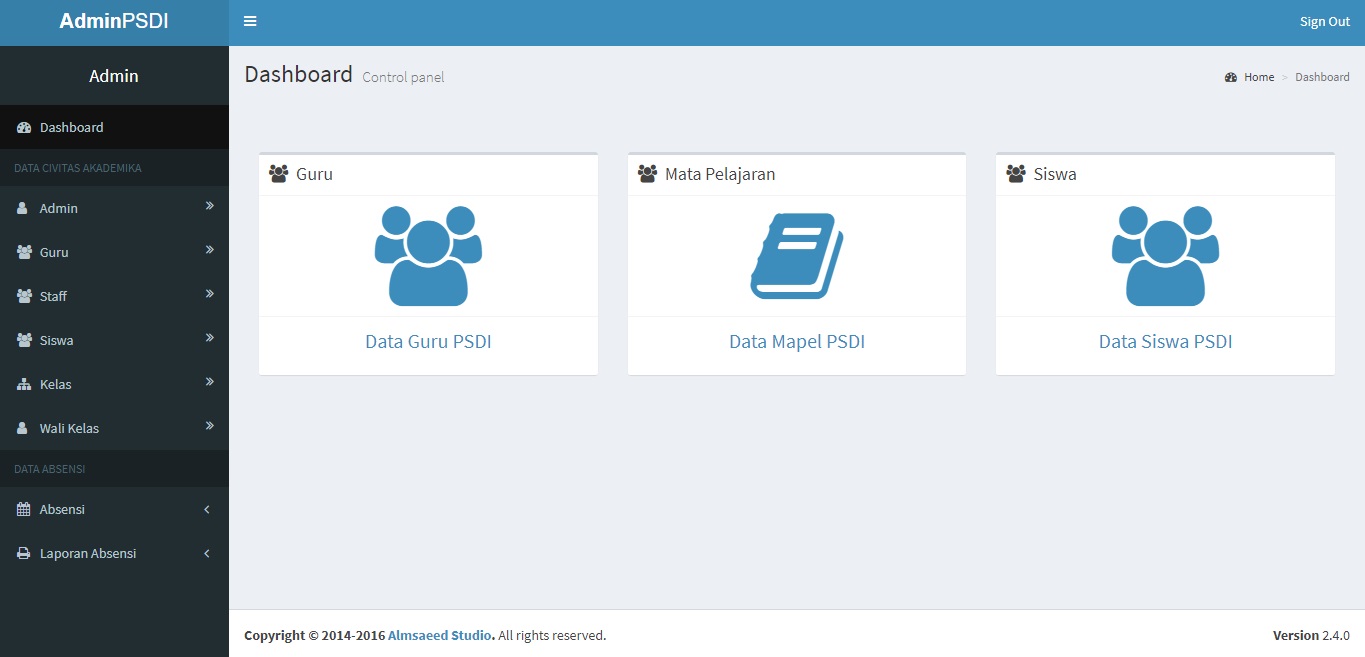 AdminPSDI
Sign Out
Admin
Dashboard
DATA CIVITAS AKADEMIKA
Admin
Guru
Staff
Siswa
Kelas
Wali Kelas
DATA ABSENSI
Absensi
Laporan Absensi
Dashboard Control panel
Home > Dashboard
Guru
Data Guru PSDI
Mata Pelajaran
Data Mapel PSDI
Siswa
Data Siswa PSDI
Copyright © 2014-2016 Almsaeed Studio. All rights reserved.
Version 2.4.0